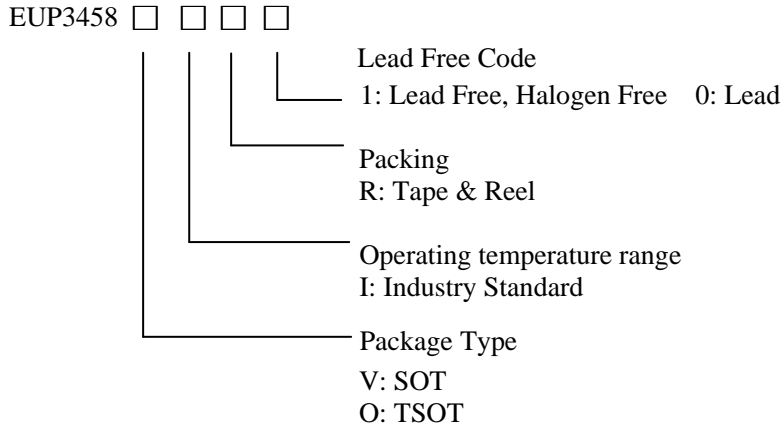 EUP3458 □ □ □ □
Lead Free Code
1: Lead Free, Halogen Free 0: Lead
Packing
R: Tape & Reel
Operating temperature range
I: Industry Standard
Package Type
V: SOT
O: TSOT